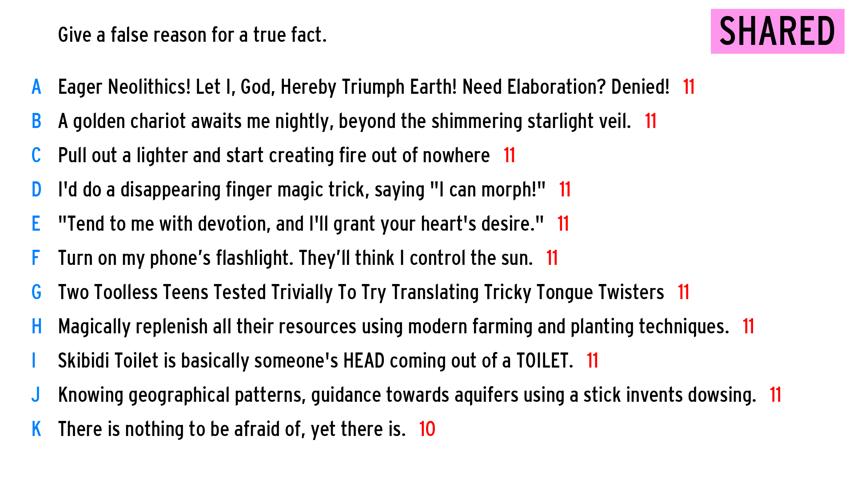 Give a false reason for a true fact.
SHARED
A Eager Neolithics! Let I, God, Hereby Triumph Earth! Need Elaboration? Denied! 11
B A golden chariot awaits me nightly, beyond the shimmering starlight veil. 11
C Pull out a lighter and start creating fire out of nowhere 11
D I'd do a disappearing finger magic trick, saying "I can morph!" 11
E "Tend to me with devotion, and I'll grant your heart's desire." 11
F Turn on my phone’s flashlight. They’ll think I control the sun. 11
G Two Toolless Teens Tested Trivially To Try Translating Tricky Tongue Twisters 11
H Magically replenish all their resources using modern farming and planting techniques. 11
I Skibidi Toilet is basically someone's HEAD coming out of a TOILET. 11
J Knowing geographical patterns, guidance towards aquifers using a stick invents dowsing. 11
K There is nothing to be afraid of, yet there is. 10